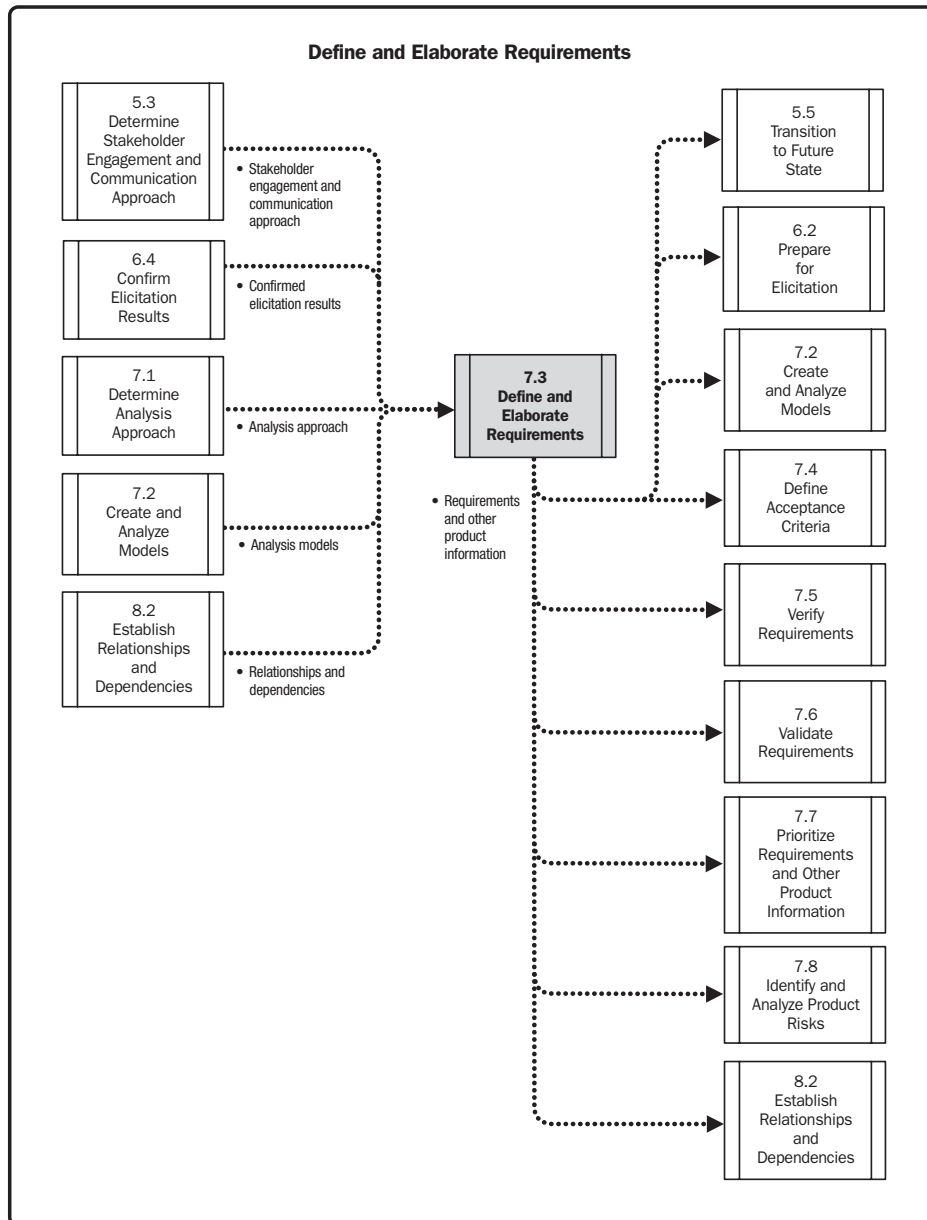 Define and Elaborate Requirements
5.3
Determine
Stakeholder
Engagement and
Communication
Approach
• Stakeholder
engagement and
communication
approach
6.4
Confirm
Elicitation
Results
• Confirmed
elicitation results
7.1
Determine
Analysis
Approach
• Analysis approach
7.2
Create and
Analyze
Models
• Analysis models
8.2
Establish
Relationships
and
Dependencies
• Relationships and
dependencies
7.3
Define and
Elaborate
Requirements
• Requirements
and other
product
information
5.5
Transition
to Future
State
6.2
Prepare
for
Elicitation
7.2
Create
and Analyze
Models
7.4
Define
Acceptance
Criteria
7.5
Verify
Requirements
7.6
Validate
Requirements
7.7
Prioritize
Requirements
and Other
Product
Information
7.8
Identify and
Analyze Product
Risks
8.2
Establish
Relationships
and
Dependencies